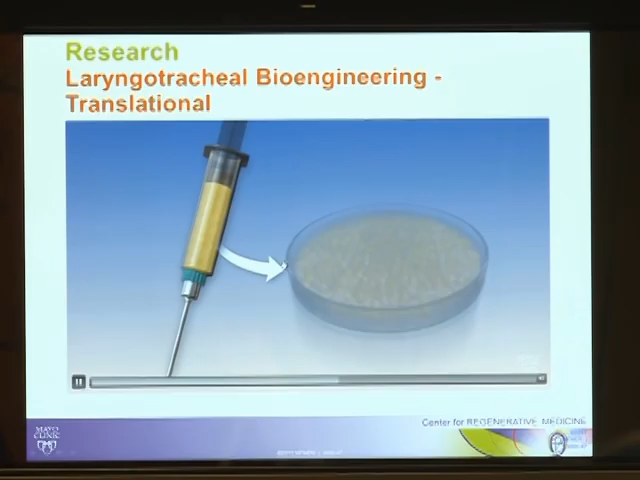 Research
Laryngotracheal Bioengineering -
Translational
Center for REGENERATIVE MEDICINE
MAYO
CLINIC